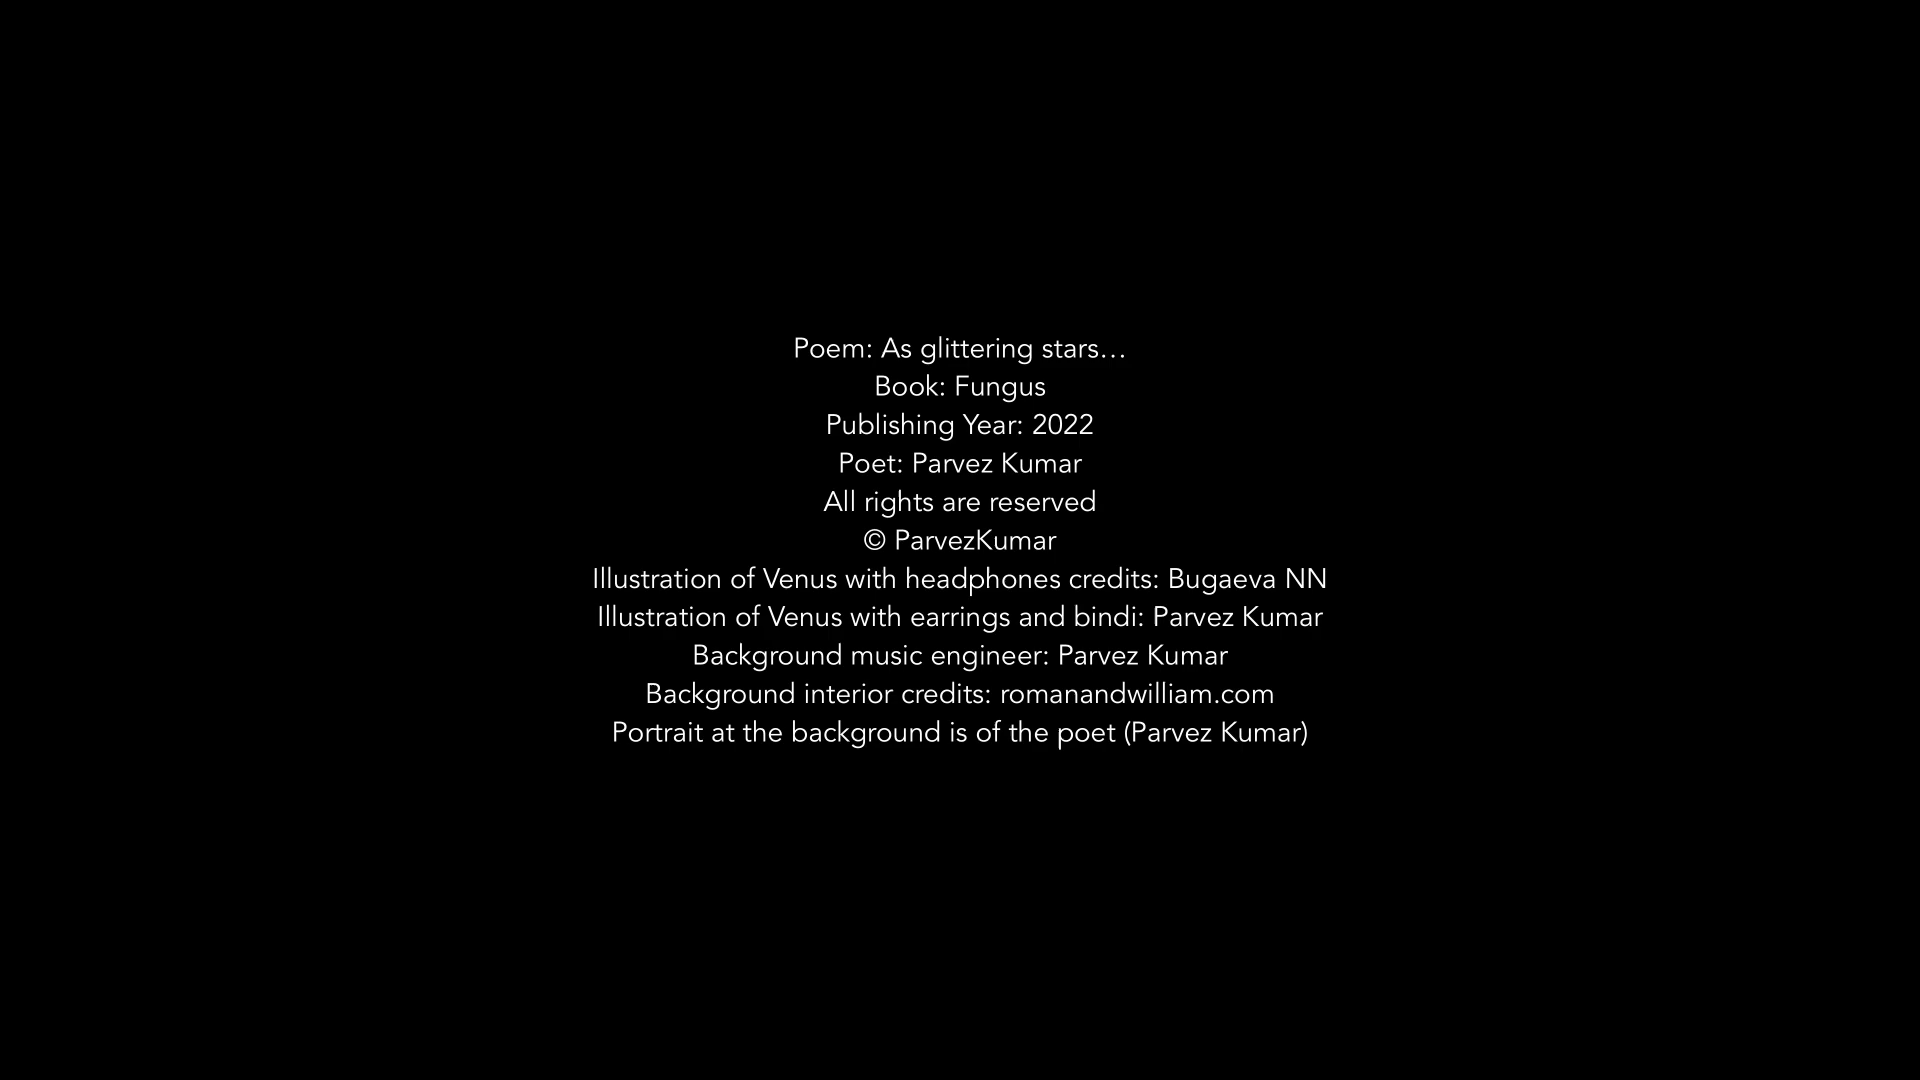 Poem: As glittering stars…
Book: Fungus
Publishing Year: 2022
Poet: Parvez Kumar
All rights are reserved
© ParvezKumar
Illustration of Venus with headphones credits: Bugaeva NN
Illustration of Venus with earrings and bindi: Parvez Kumar
Background music engineer: Parvez Kumar
Background interior credits: romanandwilliam.com
Portrait at the background is of the poet (Parvez Kumar)